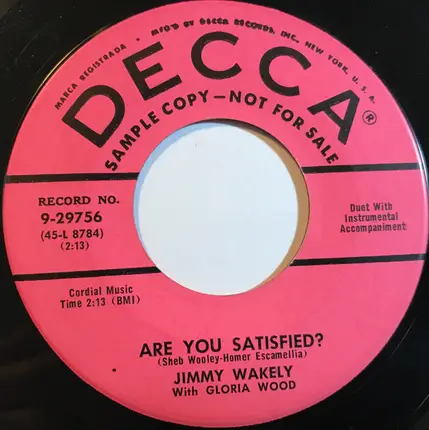 MARCA REGISTRADA • MFG'D BY DECCA RECORDS, INC., NEW YORK, U.S.A.
DECCA®
SAMPLE COPY — NOT FOR SALE
RECORD NO.
9-29756
(45-L 8784)
(2:13)
Duet With
Instrumental
Accompaniment
Cordial Music
Time 2:13 (BMI)
ARE YOU SATISFIED?
(Sheb Wooley-Homer Escamellia)
JIMMY WAKELY
With GLORIA WOOD